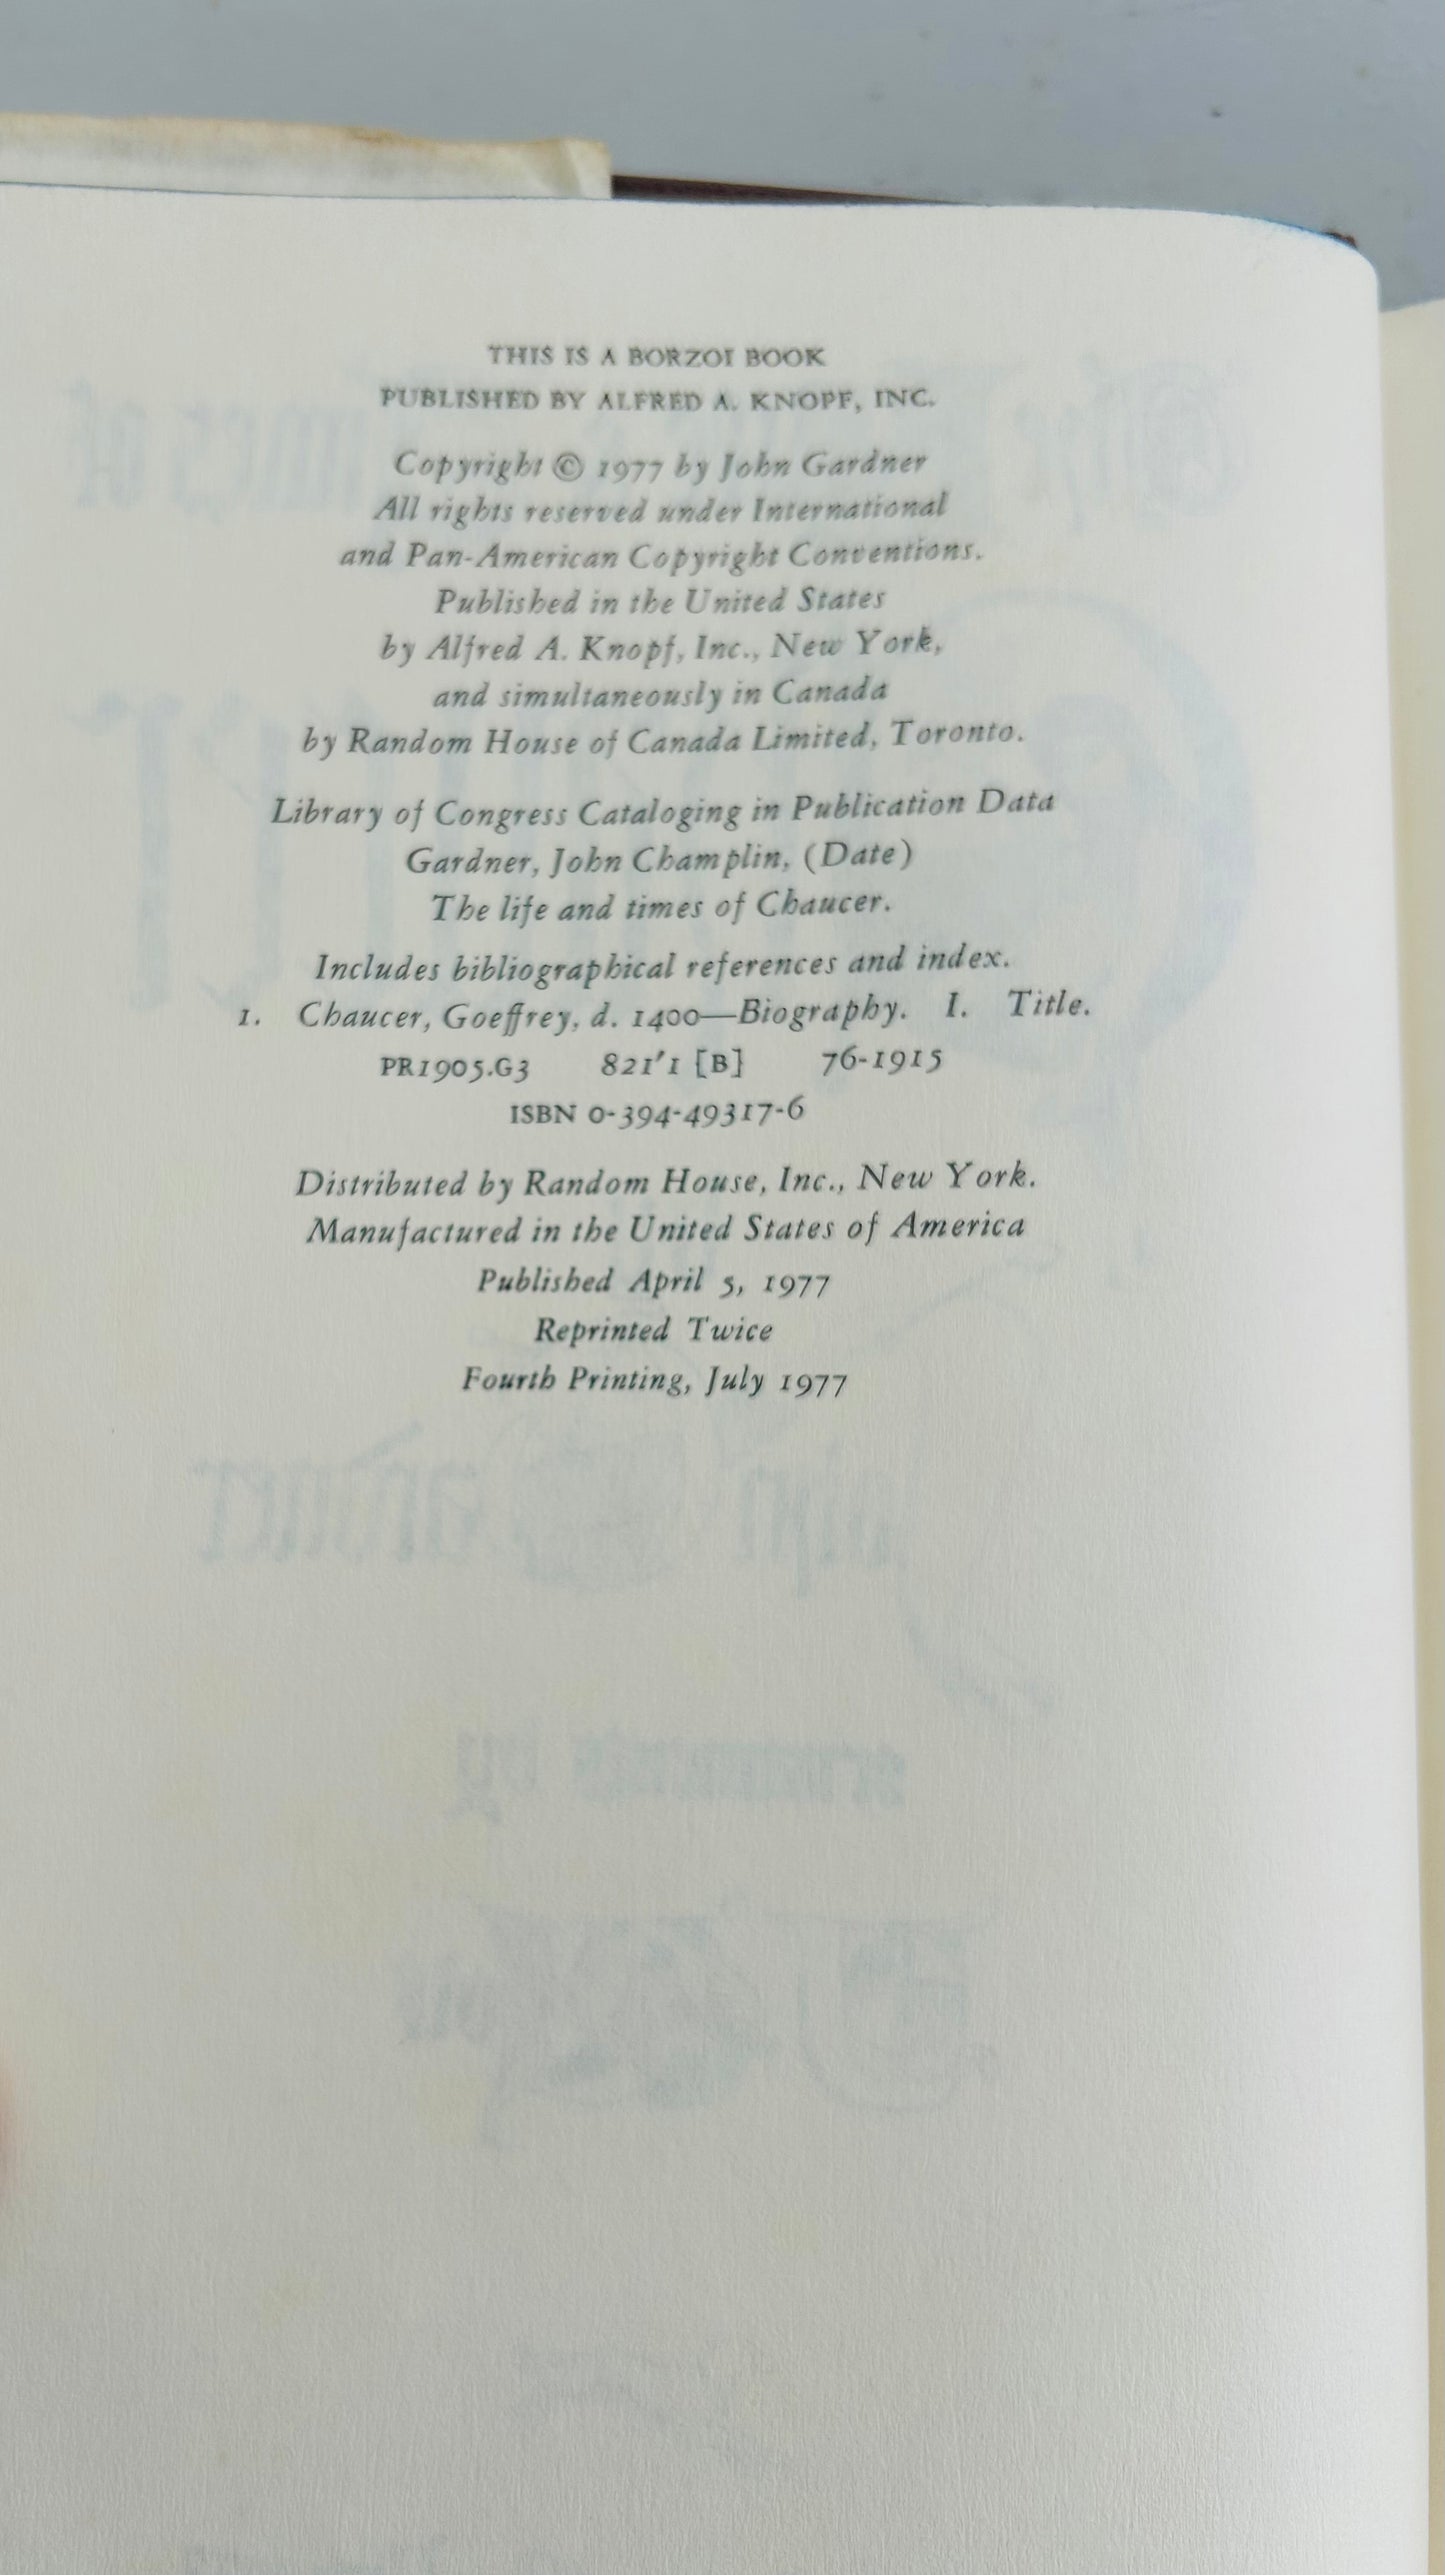 THIS IS A BORZOI BOOK
PUBLISHED BY ALFRED A. KNOPF, INC.
Copyright © 1977 by John Gardner
All rights reserved under International
and Pan-American Copyright Conventions.
Published in the United States
by Alfred A. Knopf, Inc., New York,
and simultaneously in Canada
by Random House of Canada Limited, Toronto.
Library of Congress Cataloging in Publication Data
Gardner, John Champlin, (Date)
The life and times of Chaucer.
Includes bibliographical references and index.
1. Chaucer, Goeffrey, d. 1400—Biography. I. Title.
PR1905.G3 821'1 [B] 76-1915
ISBN 0-394-49317-6
Distributed by Random House, Inc., New York.
Manufactured in the United States of America
Published April 5, 1977
Reprinted Twice
Fourth Printing, July 1977